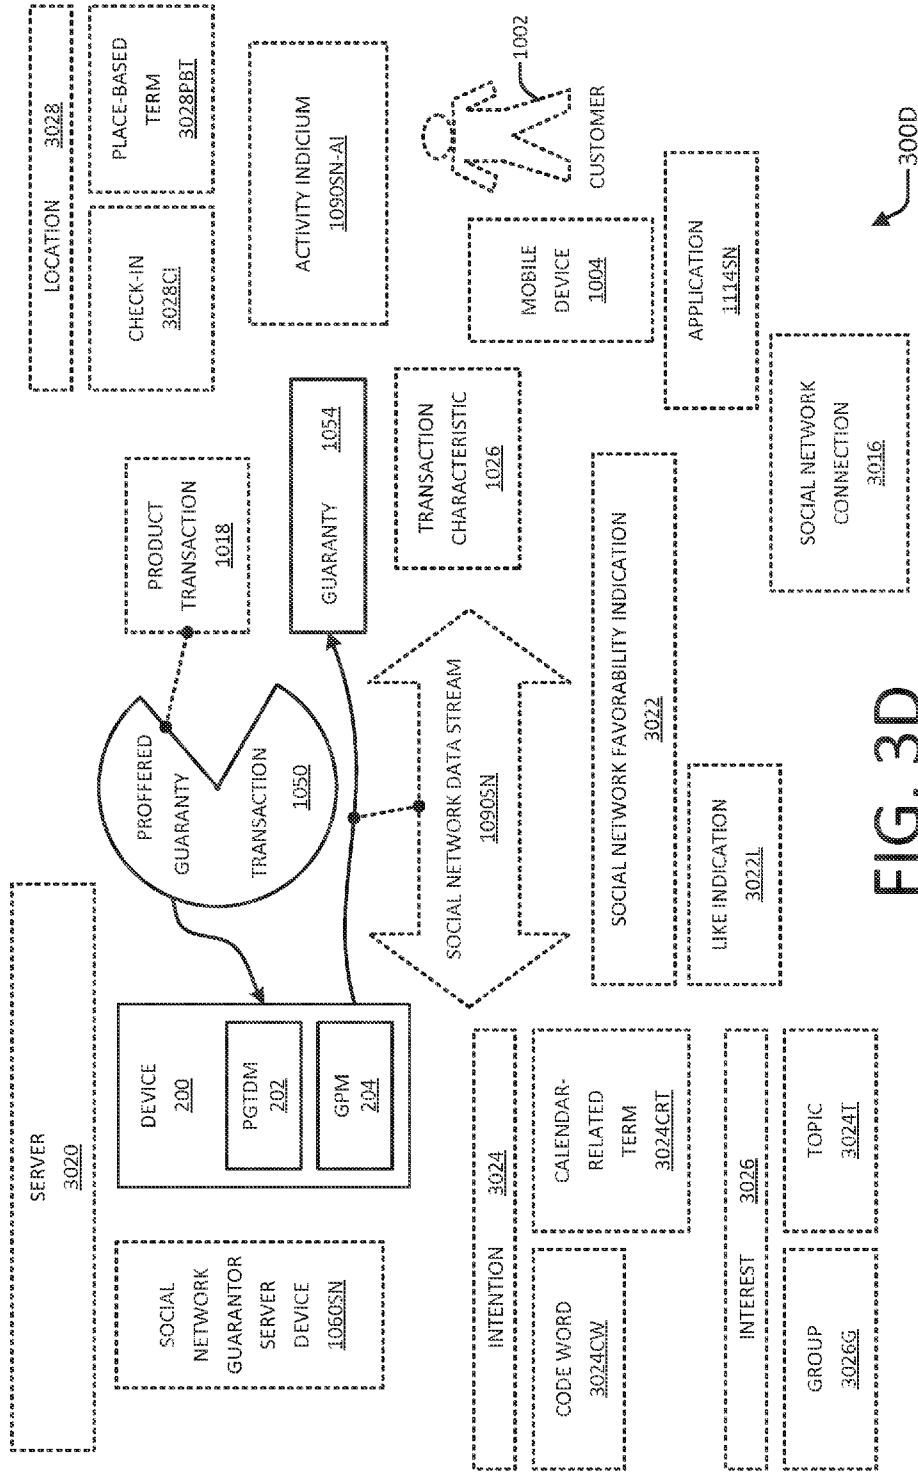 SERVER
3020
SOCIAL
NETWORK
GUARANTOR
SERVER
DEVICE
1060SN
DEVICE
200
PGTDM
202
GPM
204
PROFFERED
GUARANTY
TRANSACTION
1050
PRODUCT
TRANSACTION
1018
GUARANTY 1054
LOCATION 3028
CHECK-IN
3028CI
PLACE-BASED
TERM
3028PBT
ACTIVITY INDICIUM
1090SN-AI
SOCIAL NETWORK DATA STREAM
1090SN
TRANSACTION
CHARACTERISTIC
1026
MOBILE
DEVICE
1004
1002
CUSTOMER
INTENTION 3024
CODE WORD
3024CW
CALENDAR-
RELATED
TERM
3024CRT
SOCIAL NETWORK FAVORABILITY INDICATION
3022
LIKE INDICATION
3022L
APPLICATION
1114SN
SOCIAL NETWORK
CONNECTION
3016
INTEREST 3026
GROUP
3026G
TOPIC
3024T
300D
FIG. 3D